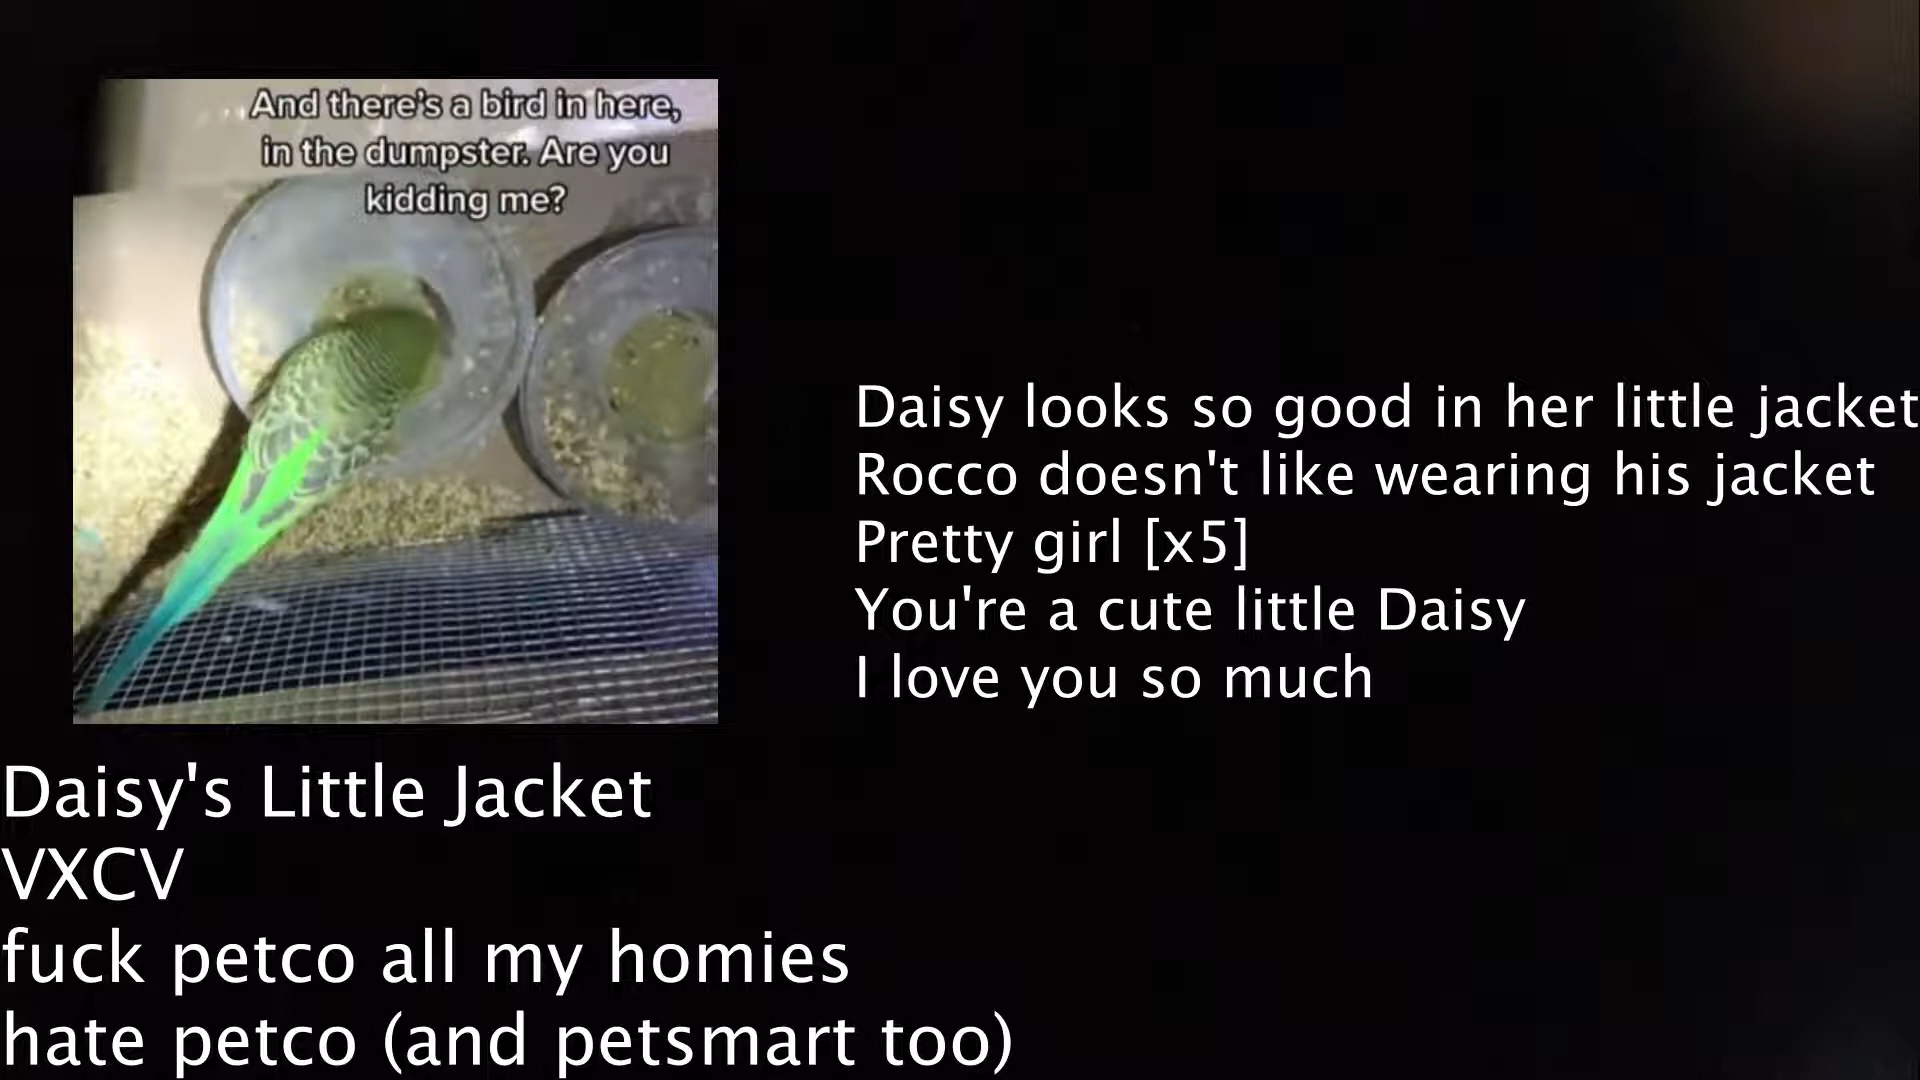 And there's a bird in here,
in the dumpster. Are you
kidding me?
Daisy looks so good in her little jacket
Rocco doesn't like wearing his jacket
Pretty girl [x5]
You're a cute little Daisy
I love you so much
Daisy's Little Jacket
VXCV
fuck petco all my homies
hate petco (and petsmart too)